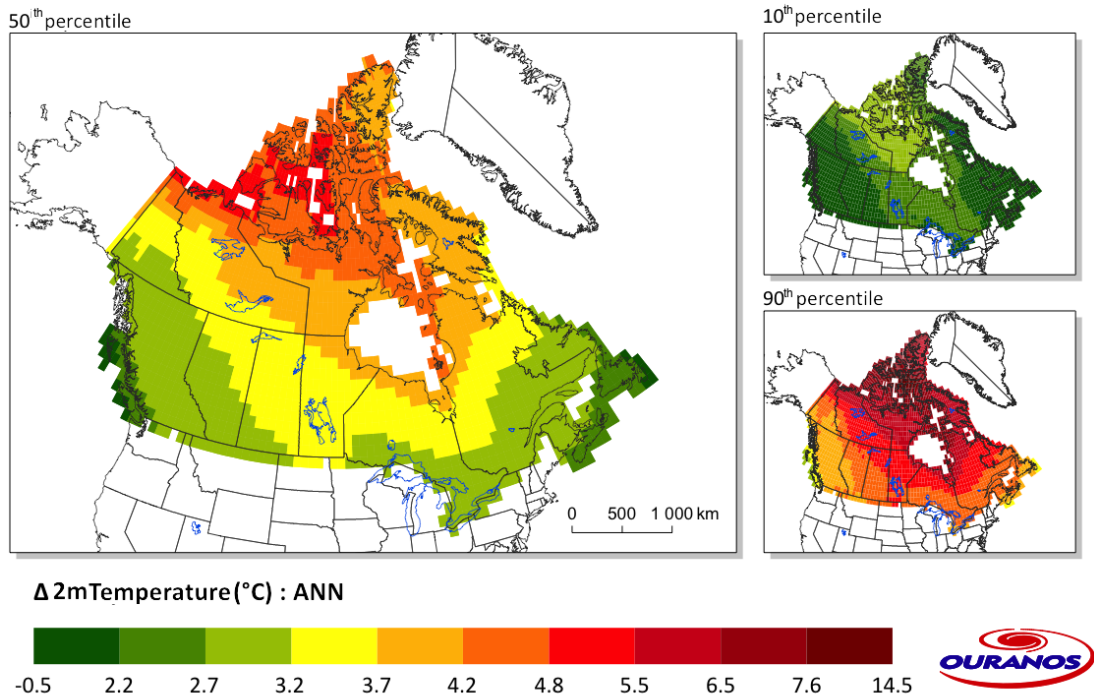 50th percentile
10th percentile
90th percentile
0 500 1 000 km
Δ 2mTemperature(°C) : ANN
-0.5 2.2 2.7 3.2 3.7 4.2 4.8 5.5 6.5 7.6 14.5
OURANOS